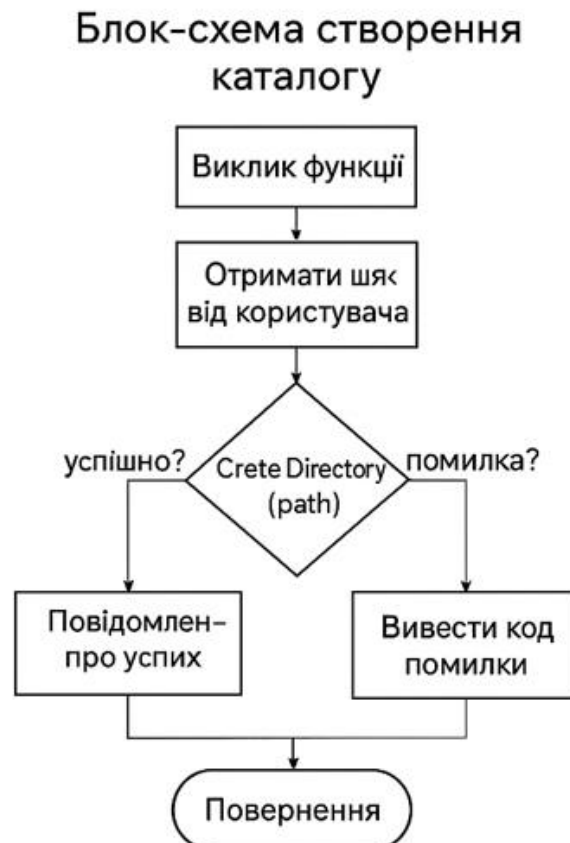 Блок-схема створення
каталогу
Виклик функції
Отримати шяк
від користувача
успішно?
Crete Directory
(path)
помилка?
Повідомлен-
про успих
Вивести код
помилки
Повернення